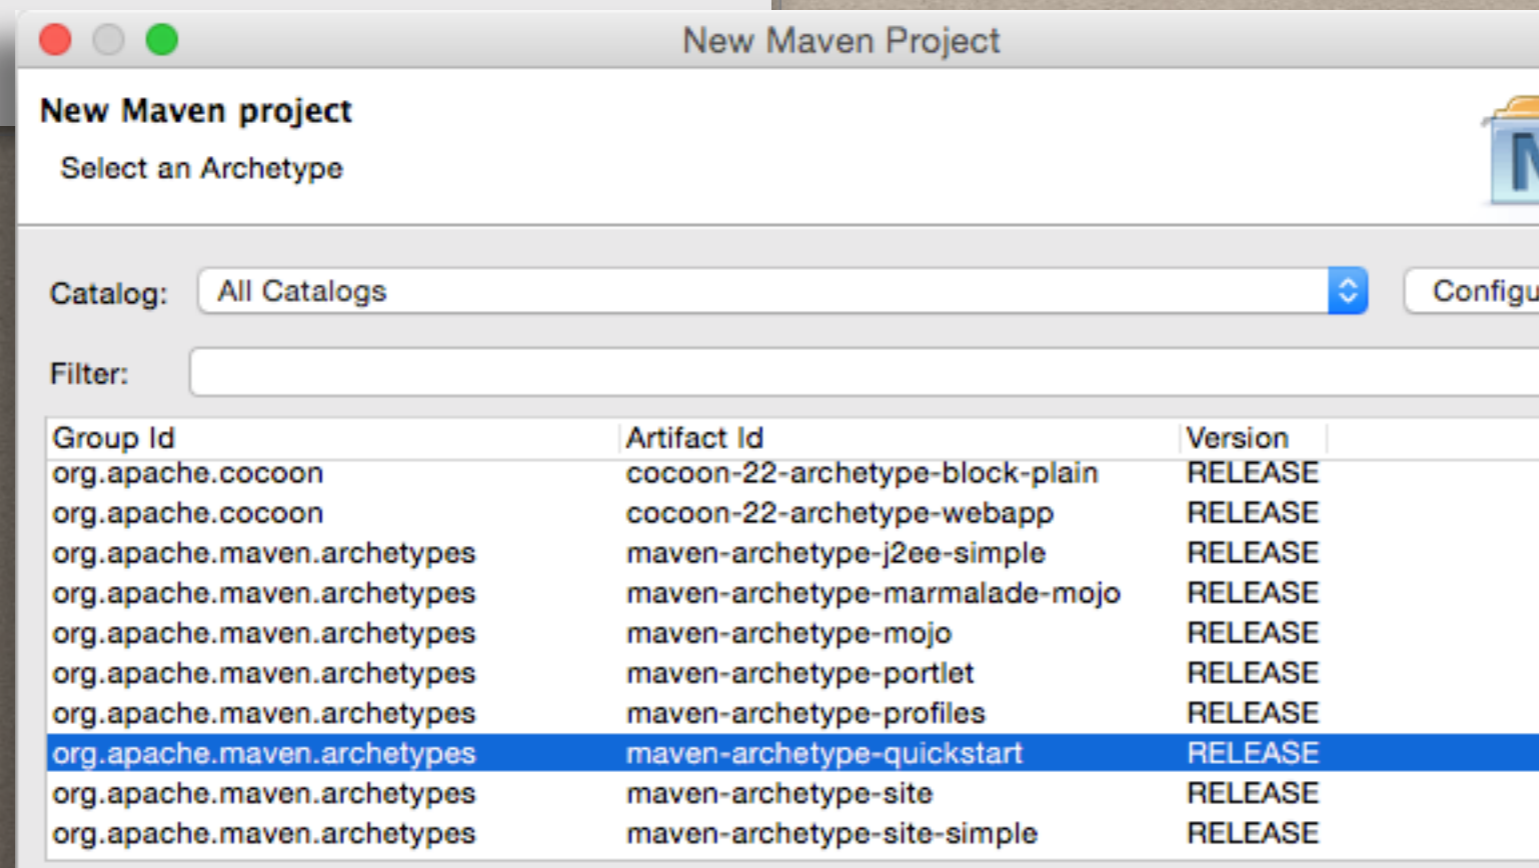 New Maven Project
New Maven project
Select an Archetype
Catalog: All Catalogs
Filter:
Group Id Artifact Id Version
org.apache.cocoon cocoon-22-archetype-block-plain RELEASE
org.apache.cocoon cocoon-22-archetype-webapp RELEASE
org.apache.maven.archetypes maven-archetype-j2ee-simple RELEASE
org.apache.maven.archetypes maven-archetype-marmalade-mojo RELEASE
org.apache.maven.archetypes maven-archetype-mojo RELEASE
org.apache.maven.archetypes maven-archetype-portlet RELEASE
org.apache.maven.archetypes maven-archetype-profiles RELEASE
org.apache.maven.archetypes maven-archetype-quickstart RELEASE
org.apache.maven.archetypes maven-archetype-site RELEASE
org.apache.maven.archetypes maven-archetype-site-simple RELEASE